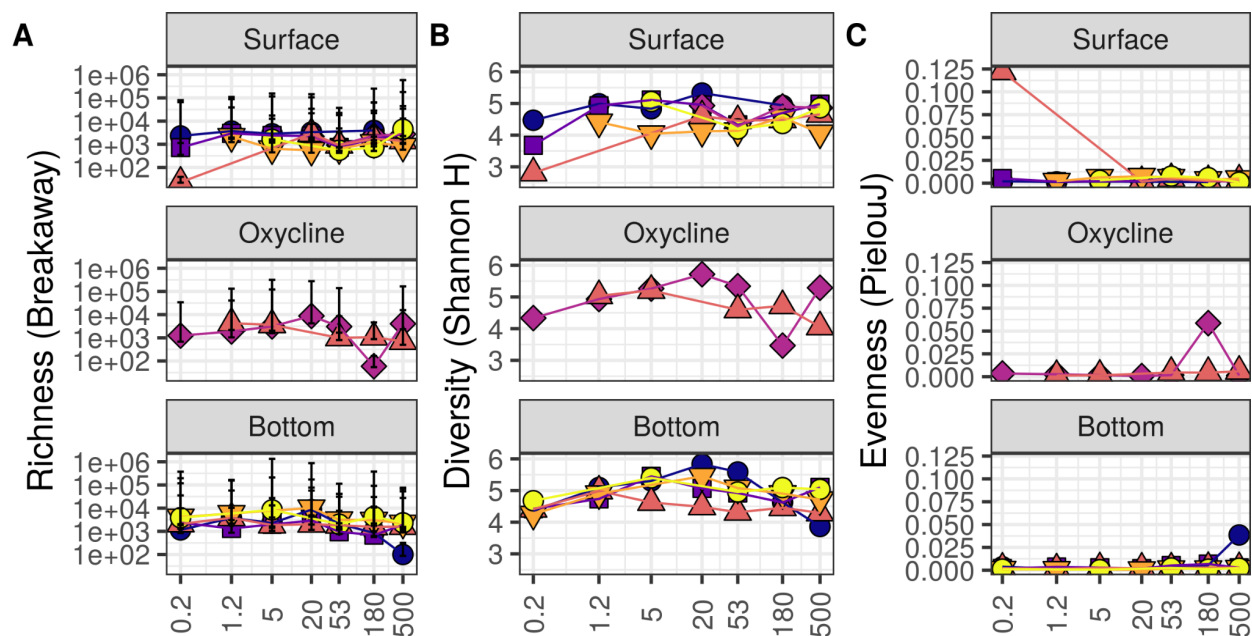 A
Richness (Breakaway)
Surface
1e+06
1e+05
1e+04
1e+03
1e+02
Oxycline
1e+06
1e+05
1e+04
1e+03
1e+02
Bottom
1e+06
1e+05
1e+04
1e+03
1e+02
0.2
1.2
5
20
53
180
500
B
Diversity (Shannon H)
Surface
6
5
4
3
Oxycline
6
5
4
3
Bottom
6
5
4
3
0.2
1.2
5
20
53
180
500
C
Evenness (PielouJ)
Surface
0.125
0.100
0.075
0.050
0.025
0.000
Oxycline
0.125
0.100
0.075
0.050
0.025
0.000
Bottom
0.125
0.100
0.075
0.050
0.025
0.000
0.2
1.2
5
20
53
180
500